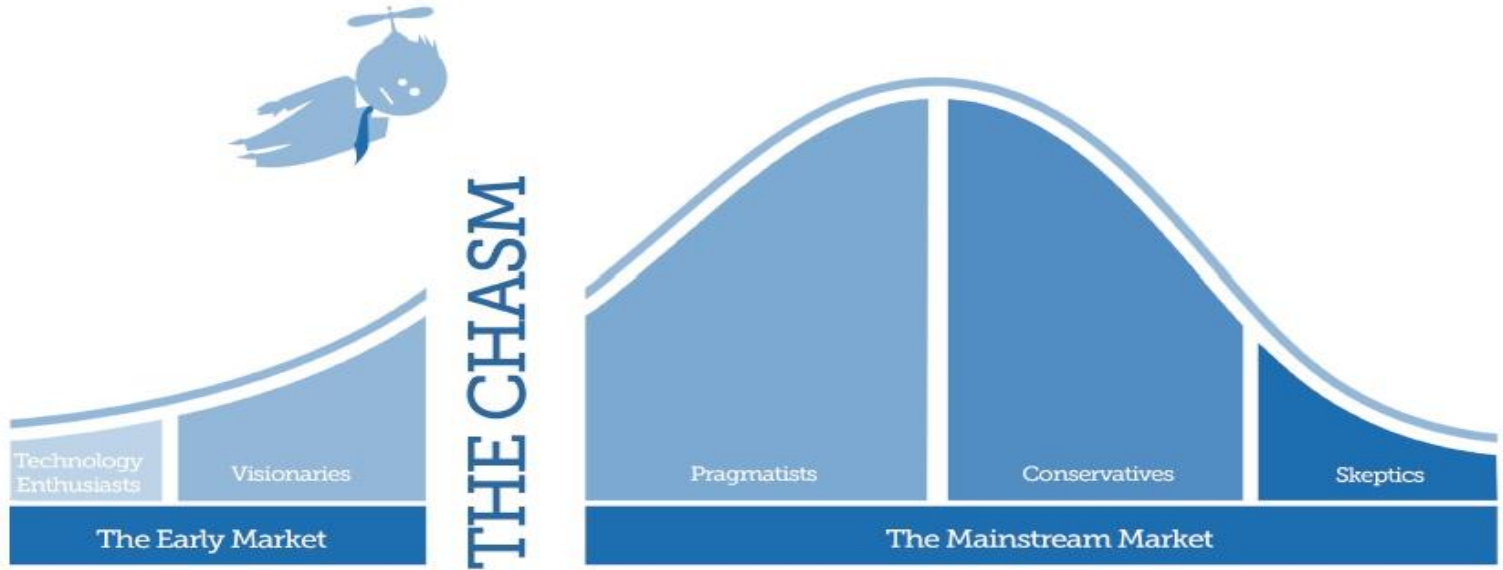 THE CHASM
Technology
Enthusiasts
Visionaries
Pragmatists
Conservatives
Skeptics
The Early Market
The Mainstream Market